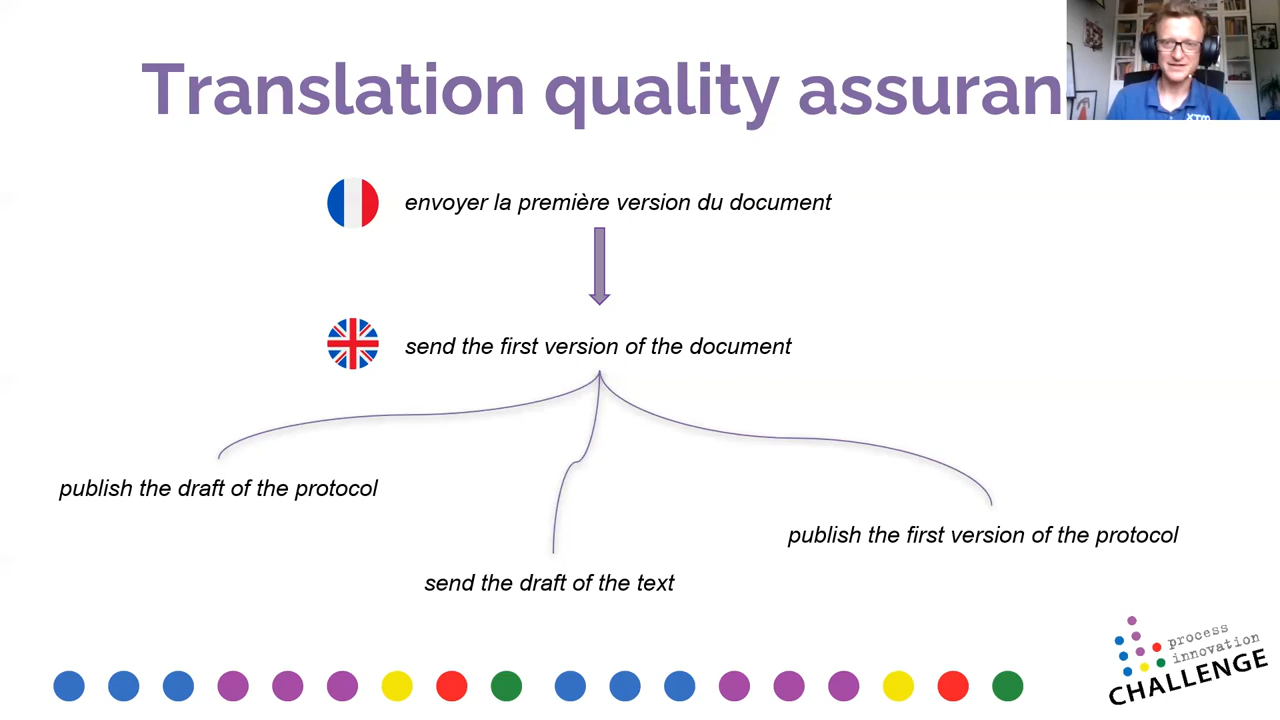 Translation quality assuran
XTM
envoyer la première version du document
send the first version of the document
publish the draft of the protocol
publish the first version of the protocol
send the draft of the text
process
innovation
CHALLENGE